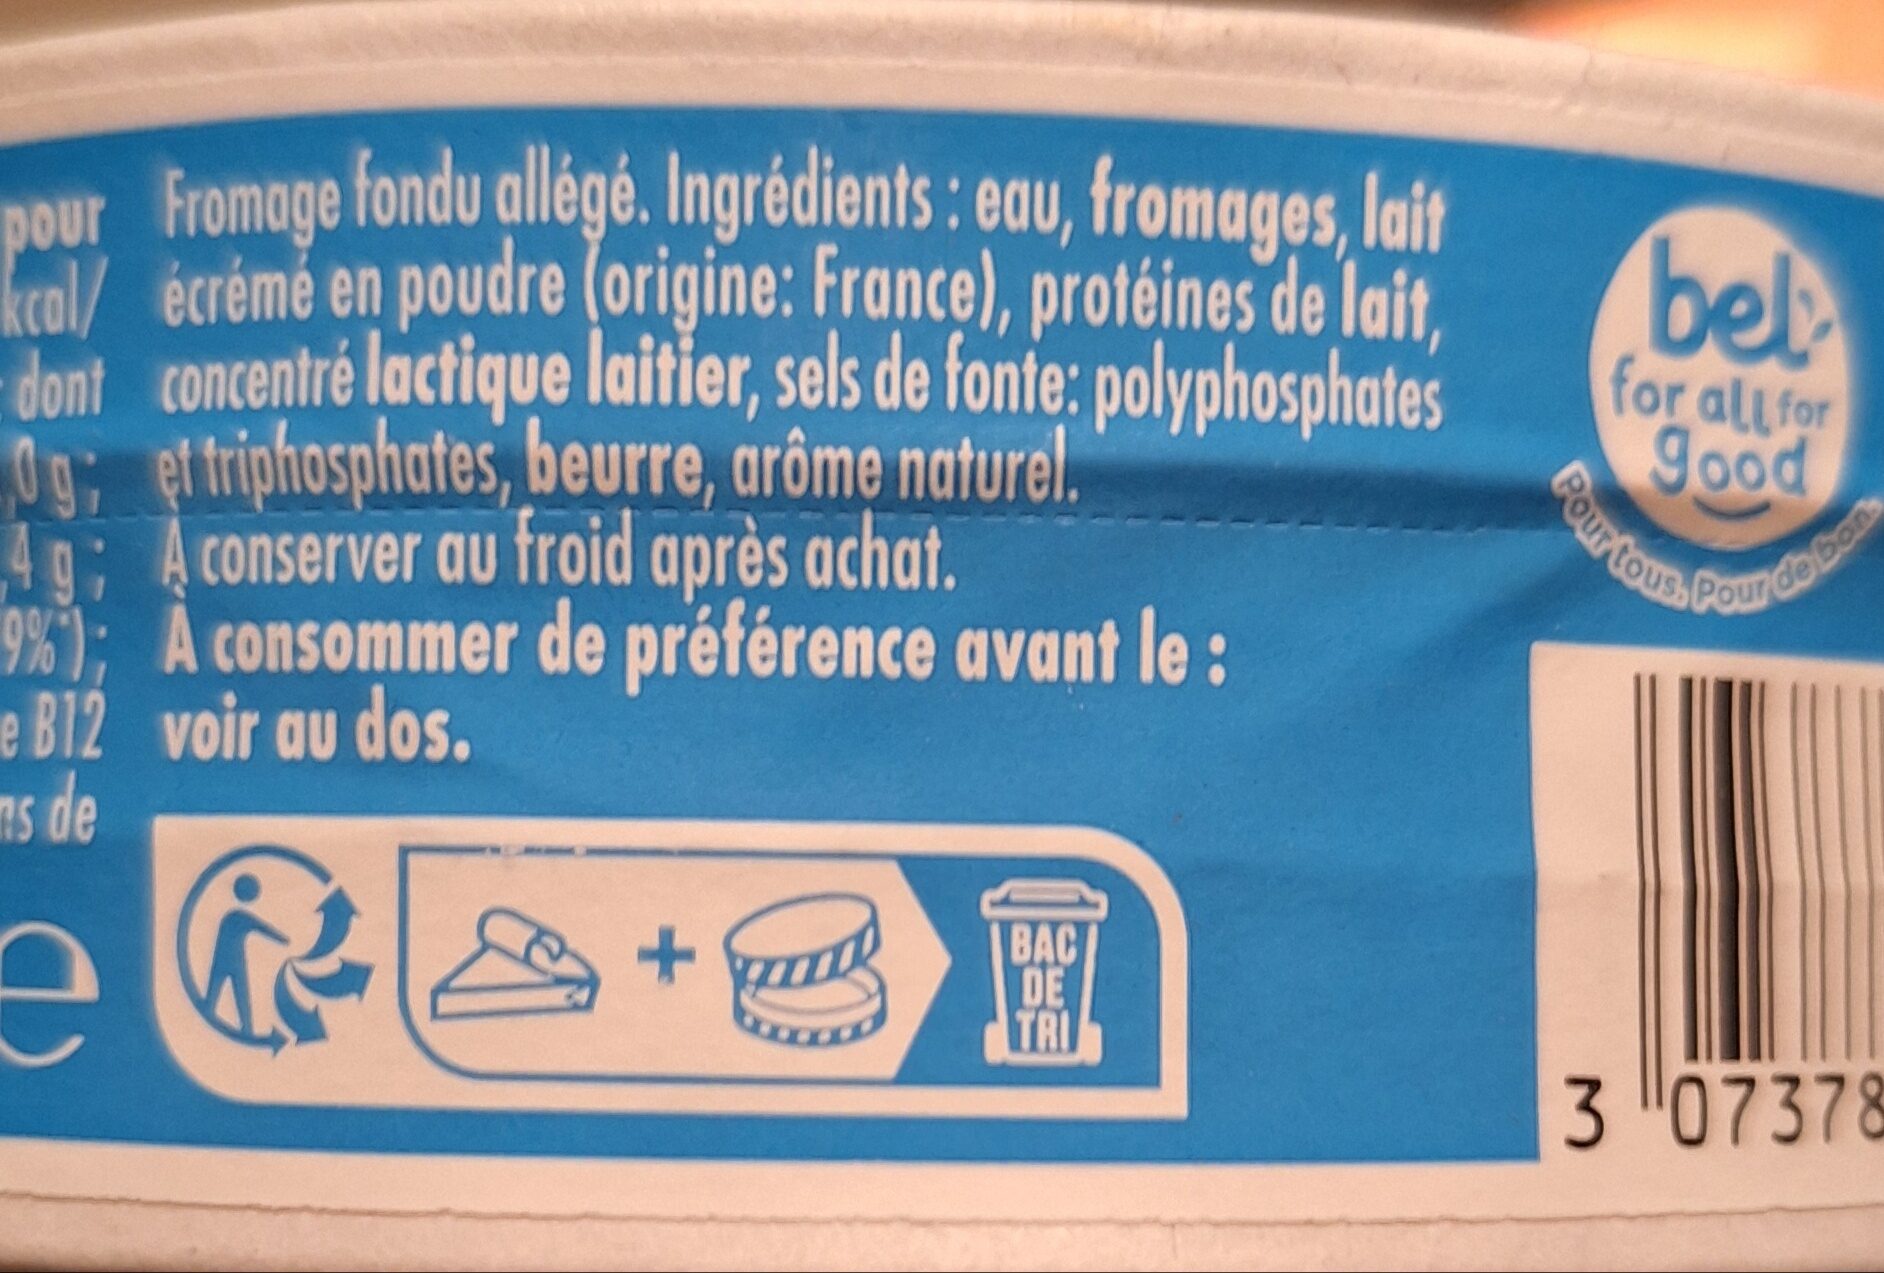 pour
kcal/
dont
0 g ;
4 g ;
9%*);
e B12
ns de
e
Fromage fondu allégé. Ingrédients : eau, fromages, lait
écrémé en poudre (origine: France), protéines de lait,
concentré lactique laitier, sels de fonte: polyphosphates
et triphosphates, beurre, arôme naturel.
À conserver au froid après achat.
À consommer de préférence avant le :
voir au dos.
BAC
DE
TRI
bel
for all for
good
Pour tous. Pour de bon.
3 07378